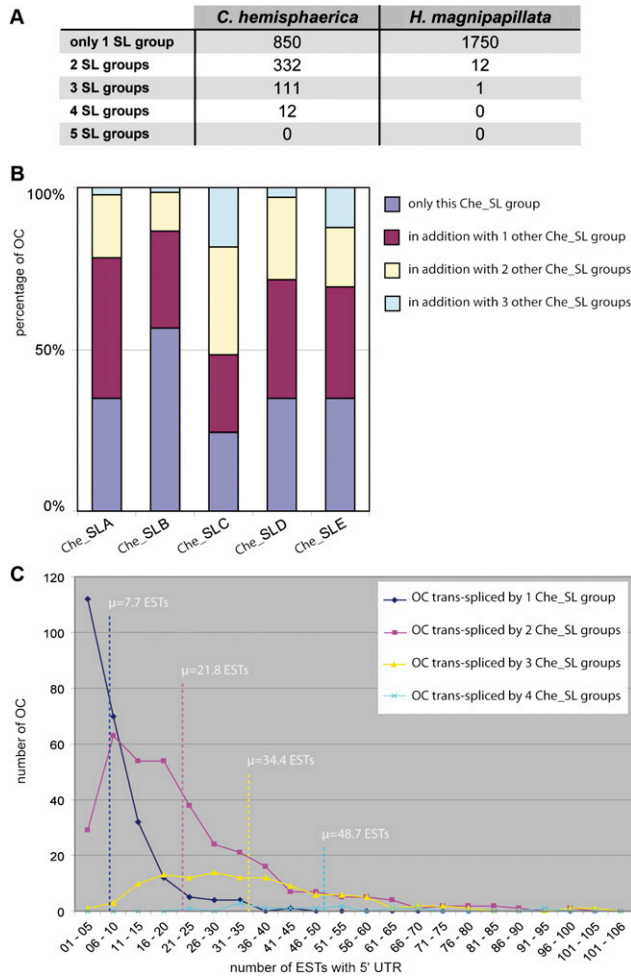 A
C. hemisphaerica H. magnipapillata
only 1 SL group 850 1750
2 SL groups 332 12
3 SL groups 111 1
4 SL groups 12 0
5 SL groups 0 0
B
100%
50%
0%
percentage of OC
Che_SLA Che_SLB Che_SLC Che_SLD Che_SLE
only this Che_SL group
in addition with 1 other Che_SL group
in addition with 2 other Che_SL groups
in addition with 3 other Che_SL groups
C
120
100
80
60
40
20
0
number of OC
μ=7.7 ESTs
μ=21.8 ESTs
μ=34.4 ESTs
μ=48.7 ESTs
OC trans-spliced by 1 Che_SL group
OC trans-spliced by 2 Che_SL groups
OC trans-spliced by 3 Che_SL groups
OC trans-spliced by 4 Che_SL groups
01 - 05 06 - 10 11 - 15 16 - 20 21 - 25 26 - 30 31 - 35 36 - 40 41 - 45 46 - 50 51 - 55 56 - 60 61 - 65 66 - 70 71 - 75 76 - 80 81 - 85 86 - 90 91 - 95 96 - 100 101 - 106 101 - 106
number of ESTs with 5' UTR